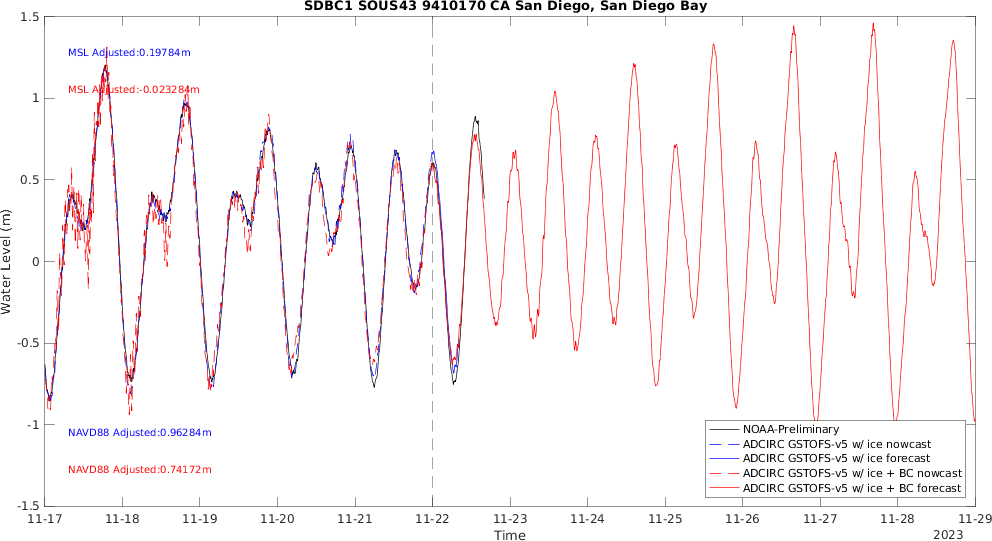 SDBC1 SOUS43 9410170 CA San Diego, San Diego Bay
1.5
MSL Adjusted:0.19784m
MSL Adjusted:-0.023284m
1
0.5
0
-0.5
-1
-1.5
Water Level (m)
NAVD88 Adjusted:0.96284m
NAVD88 Adjusted:0.74172m
NOAA-Preliminary
ADCIRC GSTOFS-v5 w/ ice nowcast
ADCIRC GSTOFS-v5 w/ ice forecast
ADCIRC GSTOFS-v5 w/ ice + BC nowcast
ADCIRC GSTOFS-v5 w/ ice + BC forecast
11-17 11-18 11-19 11-20 11-21 11-22 11-23 11-24 11-25 11-26 11-27 11-28 11-29
Time
2023